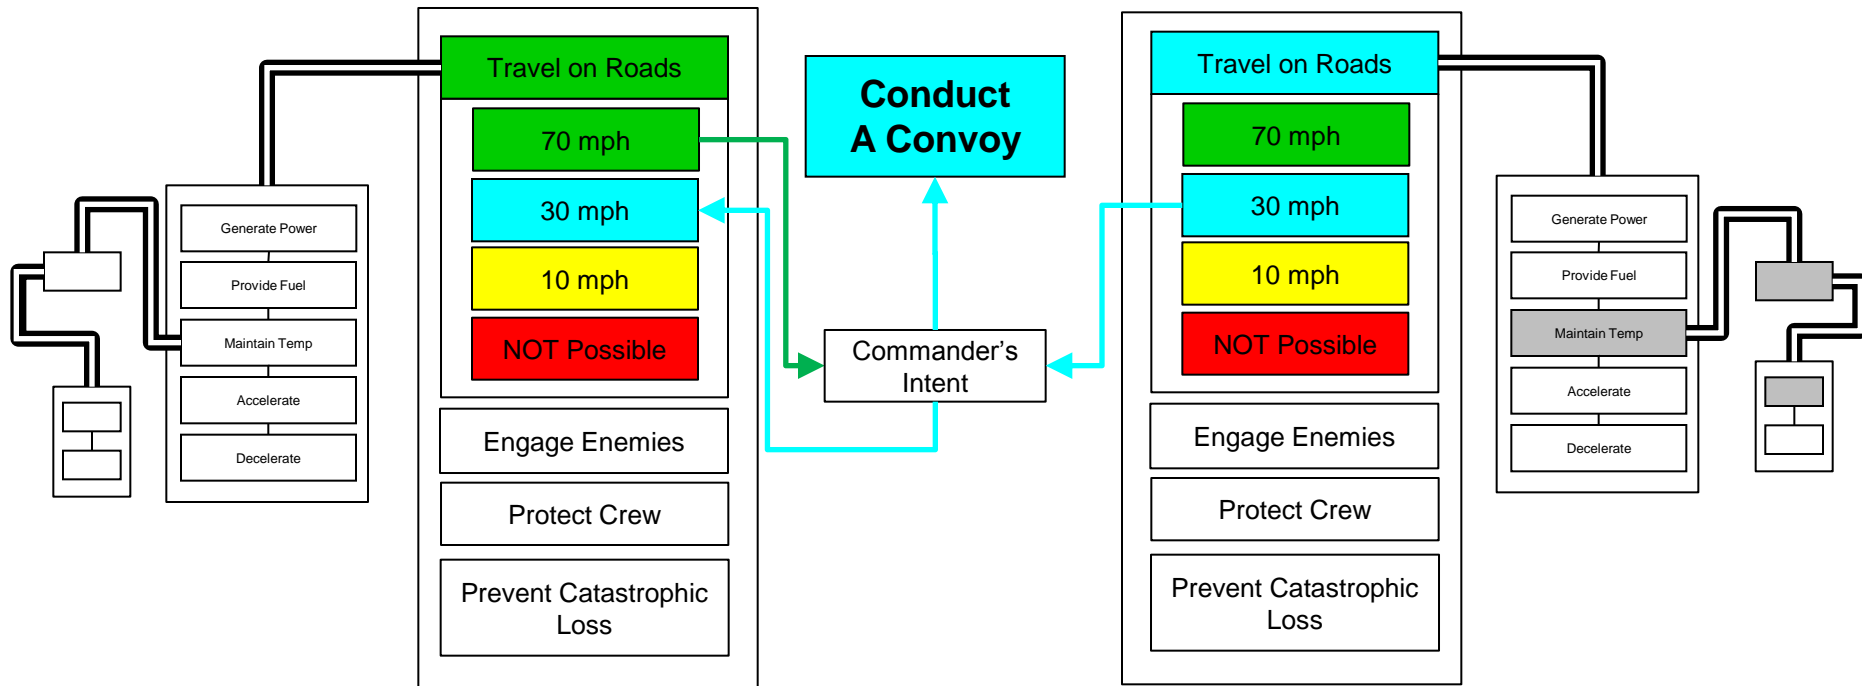 Travel on Roads
70 mph
30 mph
10 mph
NOT Possible
Engage Enemies
Protect Crew
Prevent Catastrophic
Loss
Generate Power
Provide Fuel
Maintain Temp
Accelerate
Decelerate
Conduct
A Convoy
Commander’s
Intent
Travel on Roads
70 mph
30 mph
10 mph
NOT Possible
Engage Enemies
Protect Crew
Prevent Catastrophic
Loss
Generate Power
Provide Fuel
Maintain Temp
Accelerate
Decelerate